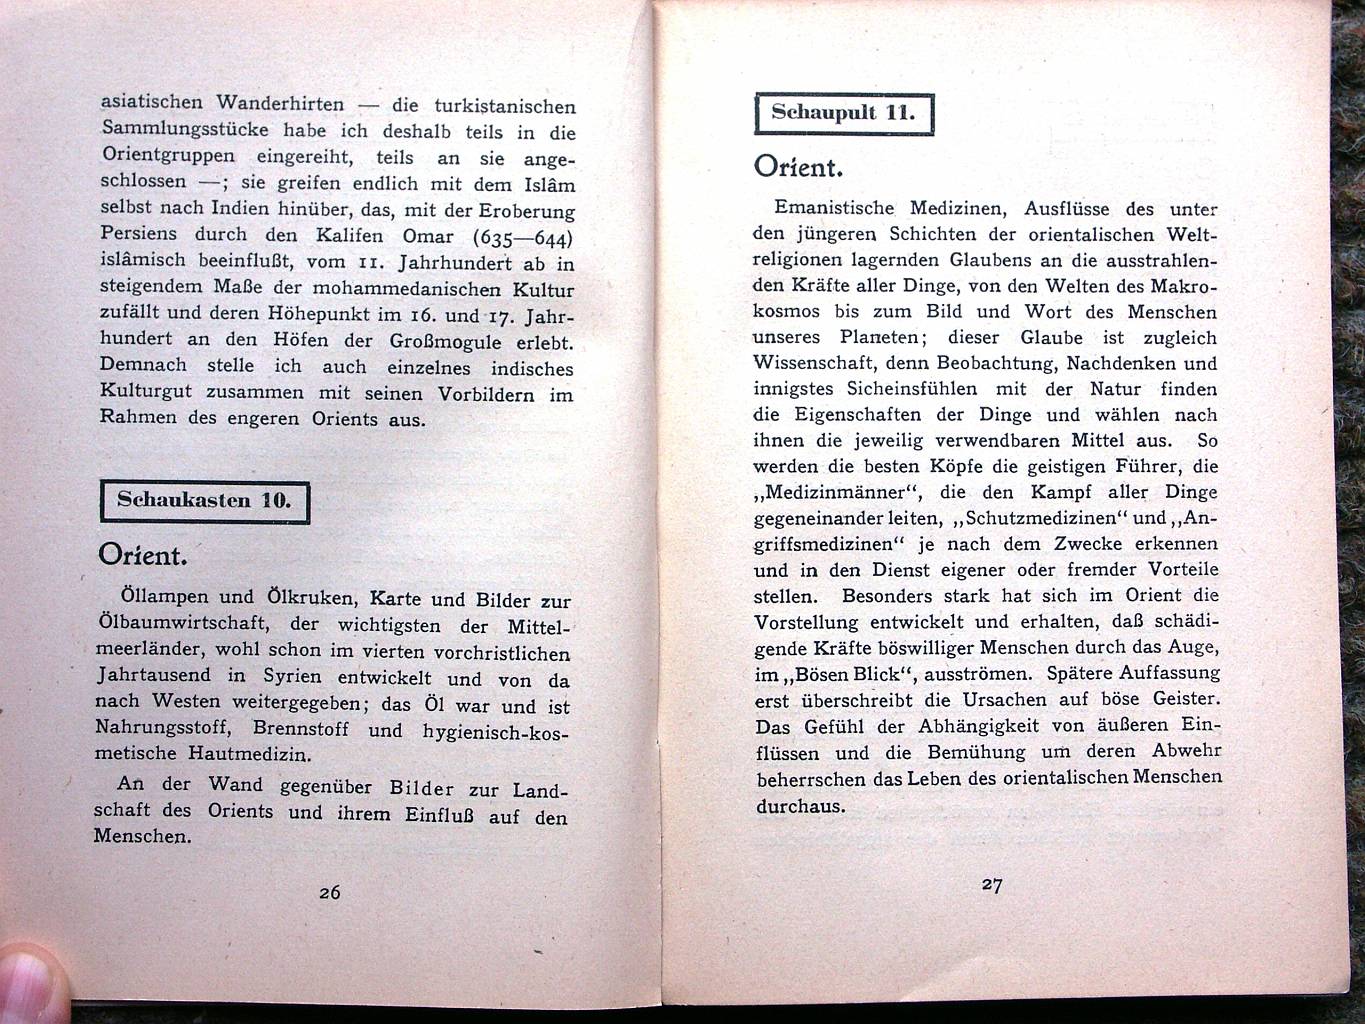 asiatischen Wanderhirten — die turkistanischen
Sammlungsstücke habe ich deshalb teils in die
Orientgruppen eingereiht, teils an sie ange-
schlossen —; sie greifen endlich mit dem Islâm
selbst nach Indien hinüber, das, mit der Eroberung
Persiens durch den Kalifen Omar (635—644)
islâmisch beeinflußt, vom 11. Jahrhundert ab in
steigendem Maße der mohammedanischen Kultur
zufällt und deren Höhepunkt im 16. und 17. Jahr-
hundert an den Höfen der Großmogule erlebt.
Demnach stelle ich auch einzelnes indisches
Kulturgut zusammen mit seinen Vorbildern im
Rahmen des engeren Orients aus.
Schaukasten 10.
Orient.
Öllampen und Ölkruken, Karte und Bilder zur
Ölbaumwirtschaft, der wichtigsten der Mittel-
meerländer, wohl schon im vierten vorchristlichen
Jahrtausend in Syrien entwickelt und von da
nach Westen weitergegeben; das Öl war und ist
Nahrungsstoff, Brennstoff und hygienisch-kos-
metische Hautmedizin.
An der Wand gegenüber Bilder zur Land-
schaft des Orients und ihrem Einfluß auf den
Menschen.
26
Schaupult 11.
Orient.
Emanistische Medizinen, Ausflüsse des unter
den jüngeren Schichten der orientalischen Welt-
religionen lagernden Glaubens an die ausstrahlen-
den Kräfte aller Dinge, von den Welten des Makro-
kosmos bis zum Bild und Wort des Menschen
unseres Planeten; dieser Glaube ist zugleich
Wissenschaft, denn Beobachtung, Nachdenken und
innigstes Sicheinsfühlen mit der Natur finden
die Eigenschaften der Dinge und wählen nach
ihnen die jeweilig verwendbaren Mittel aus. So
werden die besten Köpfe die geistigen Führer, die
„Medizinmänner“, die den Kampf aller Dinge
gegeneinander leiten, „Schutzmedizinen“ und „An-
griffsmedizinen“ je nach dem Zwecke erkennen
und in den Dienst eigener oder fremder Vorteile
stellen. Besonders stark hat sich im Orient die
Vorstellung entwickelt und erhalten, daß schädi-
gende Kräfte böswilliger Menschen durch das Auge,
im „Bösen Blick“, ausströmen. Spätere Auffassung
erst überschreibt die Ursachen auf böse Geister.
Das Gefühl der Abhängigkeit von äußeren Ein-
flüssen und die Bemühung um deren Abwehr
beherrschen das Leben des orientalischen Menschen
durchaus.
27